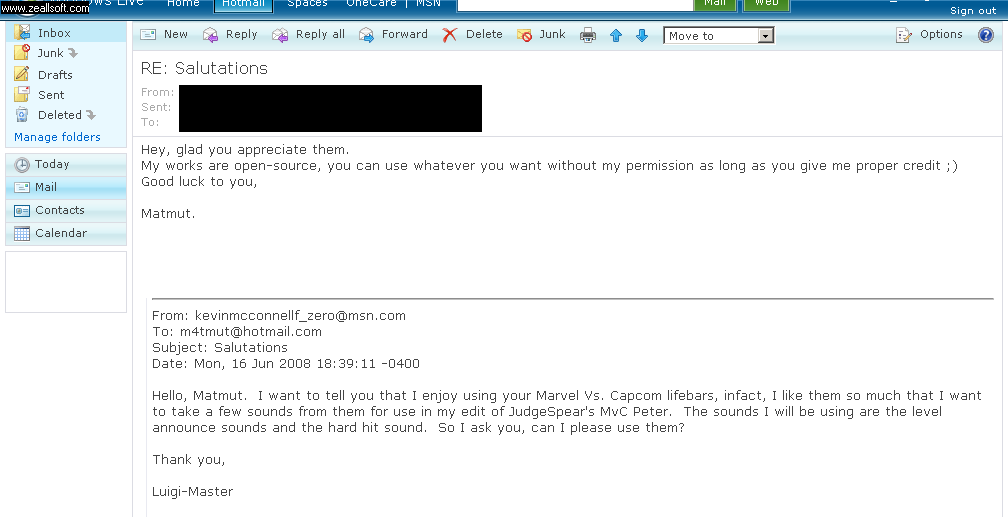 www.zeallsoft.com
ows Live Home Hotmail Spaces OneCare | MSN Mail Web
Sign out
Inbox
Junk
Drafts
Sent
Deleted
Manage folders
Today
Mail
Contacts
Calendar
New Reply Reply all Forward Delete Junk Move to Options
RE: Salutations
From:
Sent:
To:
Hey, glad you appreciate them.
My works are open-source, you can use whatever you want without my permission as long as you give me proper credit ;)
Good luck to you,
Matmut.
From: kevinmcconnellf_zero@msn.com
To: m4tmut@hotmail.com
Subject: Salutations
Date: Mon, 16 Jun 2008 18:39:11 -0400
Hello, Matmut.  I want to tell you that I enjoy using your Marvel Vs. Capcom lifebars, infact, I like them so much that I want
to take a few sounds from them for use in my edit of JudgeSpear's MvC Peter.  The sounds I will be using are the level
announce sounds and the hard hit sound.  So I ask you, can I please use them?
Thank you,
Luigi-Master